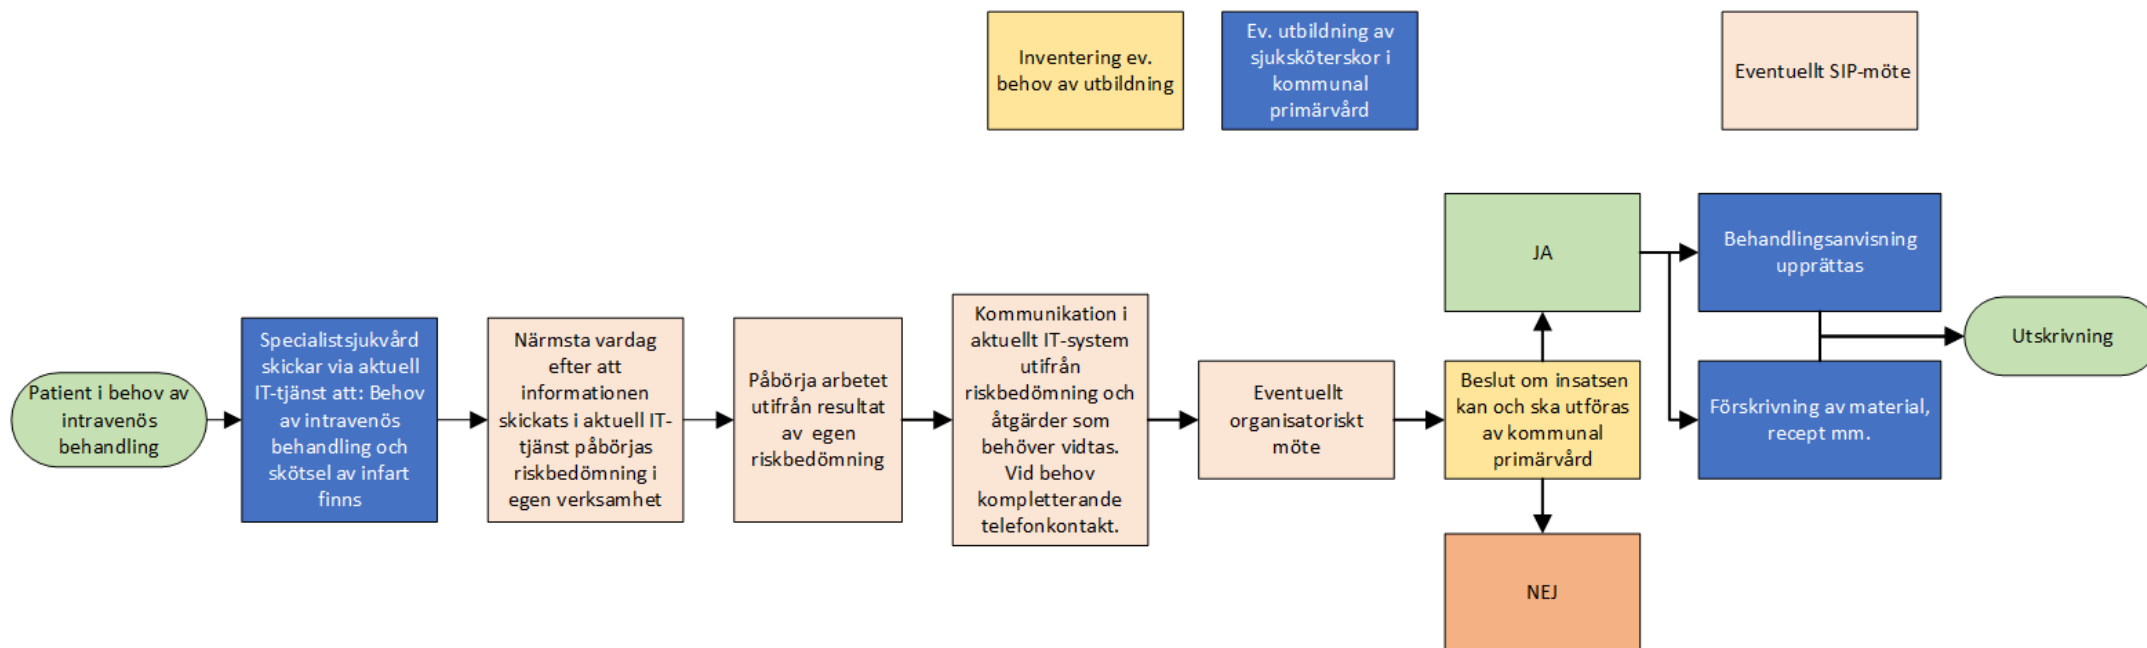 Inventering ev.
behov av utbildning
Ev. utbildning av
sjuksköterskor i
kommunal
primärvård
Eventuellt SIP-möte
Patient i behov av
intravenös
behandling
Specialistsjukvård
skickar via aktuell
IT-tjänst att: Behov
av intravenös
behandling och
skötsel av infart
finns
Närmsta vardag
efter att
informationen
skickats i aktuell IT-
tjänst påbörjas
riskbedömning i
egen verksamhet
Påbörja arbetet
utifrån resultat
av egen
riskbedömning
Kommunikation i
aktuellt IT-system
utifrån
riskbedömning och
åtgärder som
behöver vidtas.
Vid behov
kompletterande
telefonkontakt.
Eventuellt
organisatoriskt
möte
JA
Beslut om insatsen
kan och ska utföras
av kommunal
primärvård
NEJ
Behandlingsanvisning
upprättas
Förskrivning av material,
recept mm.
Utskrivning